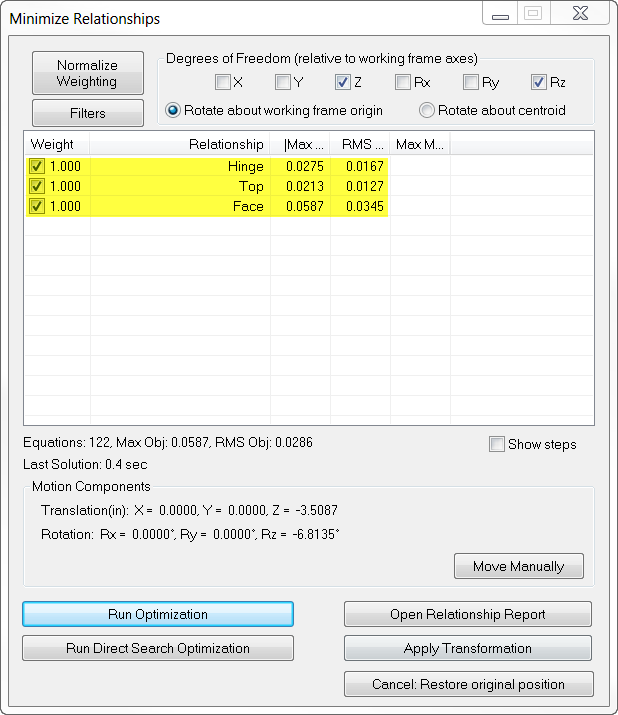 Minimize Relationships
Normalize
Weighting
Filters
Degrees of Freedom (relative to working frame axes)
X Y Z Rx Ry Rz
Rotate about working frame origin Rotate about centroid
Weight Relationship |Max ... RMS ... Max M...
1.000 Hinge 0.0275 0.0167
1.000 Top 0.0213 0.0127
1.000 Face 0.0587 0.0345
Equations: 122, Max Obj: 0.0587, RMS Obj: 0.0286
Show steps
Last Solution: 0.4 sec
Motion Components
Translation(in): X = 0.0000, Y = 0.0000, Z = -3.5087
Rotation: Rx = 0.0000°, Ry = 0.0000°, Rz = -6.8135°
Move Manually
Run Optimization Open Relationship Report
Run Direct Search Optimization Apply Transformation
Cancel: Restore original position